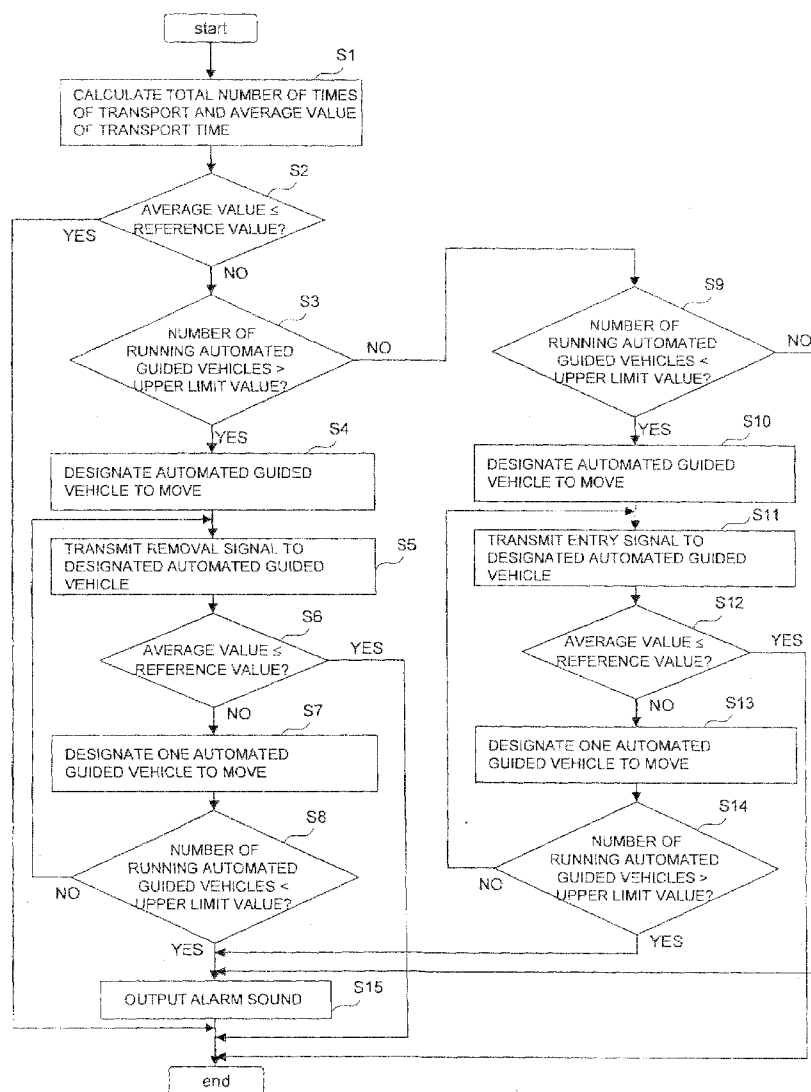 start
S1
CALCULATE TOTAL NUMBER OF TIMES
OF TRANSPORT AND AVERAGE VALUE
OF TRANSPORT TIME
S2
AVERAGE VALUE ≤
REFERENCE VALUE?
YES
NO
S3
NUMBER OF
RUNNING AUTOMATED
GUIDED VEHICLES >
UPPER LIMIT VALUE?
NO
YES
S4
DESIGNATE AUTOMATED GUIDED
VEHICLE TO MOVE
TRANSMIT REMOVAL SIGNAL TO
DESIGNATED AUTOMATED GUIDED
VEHICLE
S5
S6
AVERAGE VALUE ≤
REFERENCE VALUE?
YES
NO
S7
DESIGNATE ONE AUTOMATED
GUIDED VEHICLE TO MOVE
S8
NUMBER OF
RUNNING AUTOMATED
GUIDED VEHICLES <
UPPER LIMIT VALUE?
NO
YES
S9
NUMBER OF
RUNNING AUTOMATED
GUIDED VEHICLES <
UPPER LIMIT VALUE?
NO
YES
S10
DESIGNATE AUTOMATED GUIDED
VEHICLE TO MOVE
S11
TRANSMIT ENTRY SIGNAL TO
DESIGNATED AUTOMATED GUIDED
VEHICLE
S12
AVERAGE VALUE ≤
REFERENCE VALUE?
YES
NO
S13
DESIGNATE ONE AUTOMATED
GUIDED VEHICLE TO MOVE
S14
NUMBER OF
RUNNING AUTOMATED
GUIDED VEHICLES >
UPPER LIMIT VALUE?
NO
YES
OUTPUT ALARM SOUND
S15
end